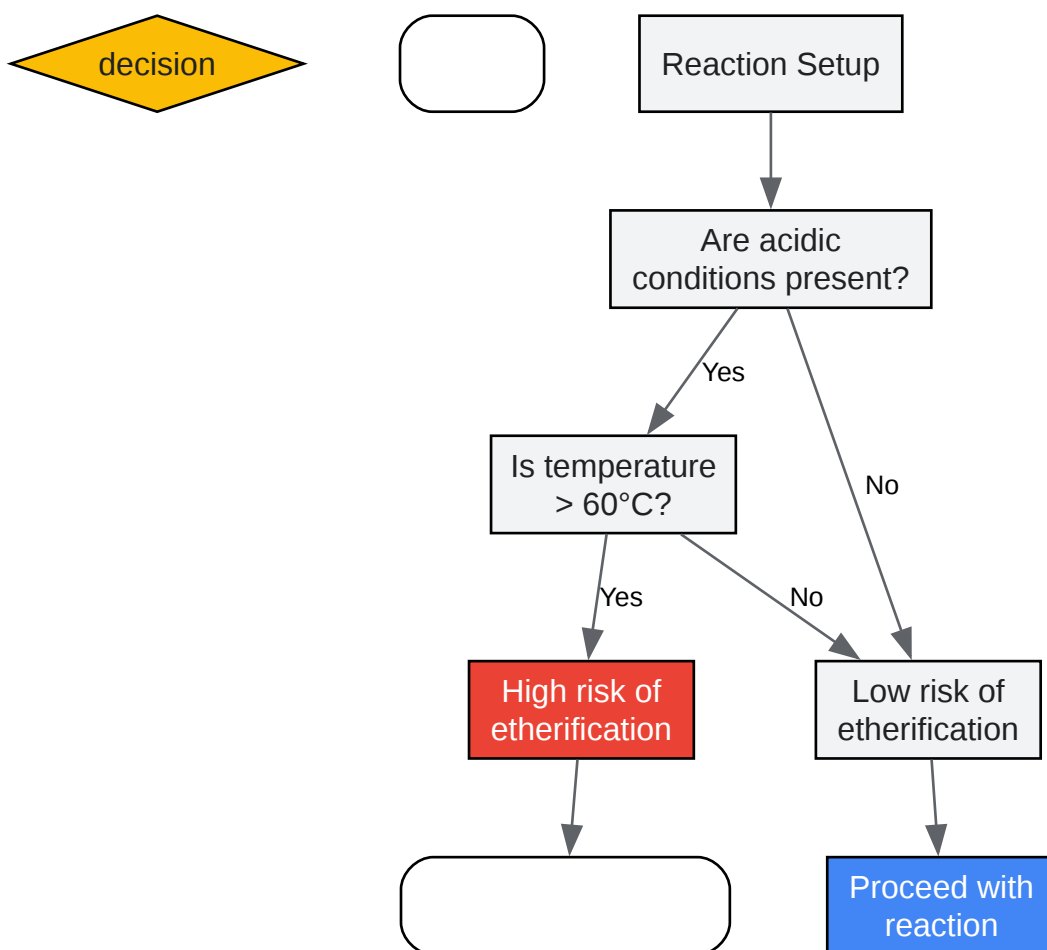 decision
Reaction Setup
Are acidic
conditions present?
Yes
No
Is temperature
> 60°C?
Yes
No
High risk of
etherification
Low risk of
etherification
Proceed with
reaction